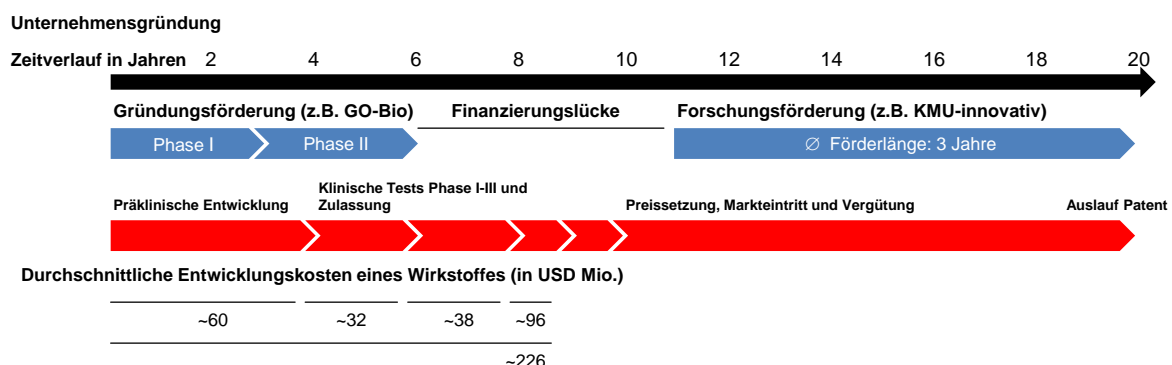 Unternehmensgründung
Zeitverlauf in Jahren 2 4 6 8 10 12 14 16 18 20
Gründungsförderung (z.B. GO-Bio) Finanzierungslücke Forschungsförderung (z.B. KMU-innovativ)
Phase I Phase II ∅ Förderlänge: 3 Jahre
Klinische Tests Phase I-III und
Präklinische Entwicklung Zulassung Preissetzung, Markteintritt und Vergütung Auslauf Patent
Durchschnittliche Entwicklungskosten eines Wirkstoffes (in USD Mio.)
~60 ~32 ~38 ~96
~226